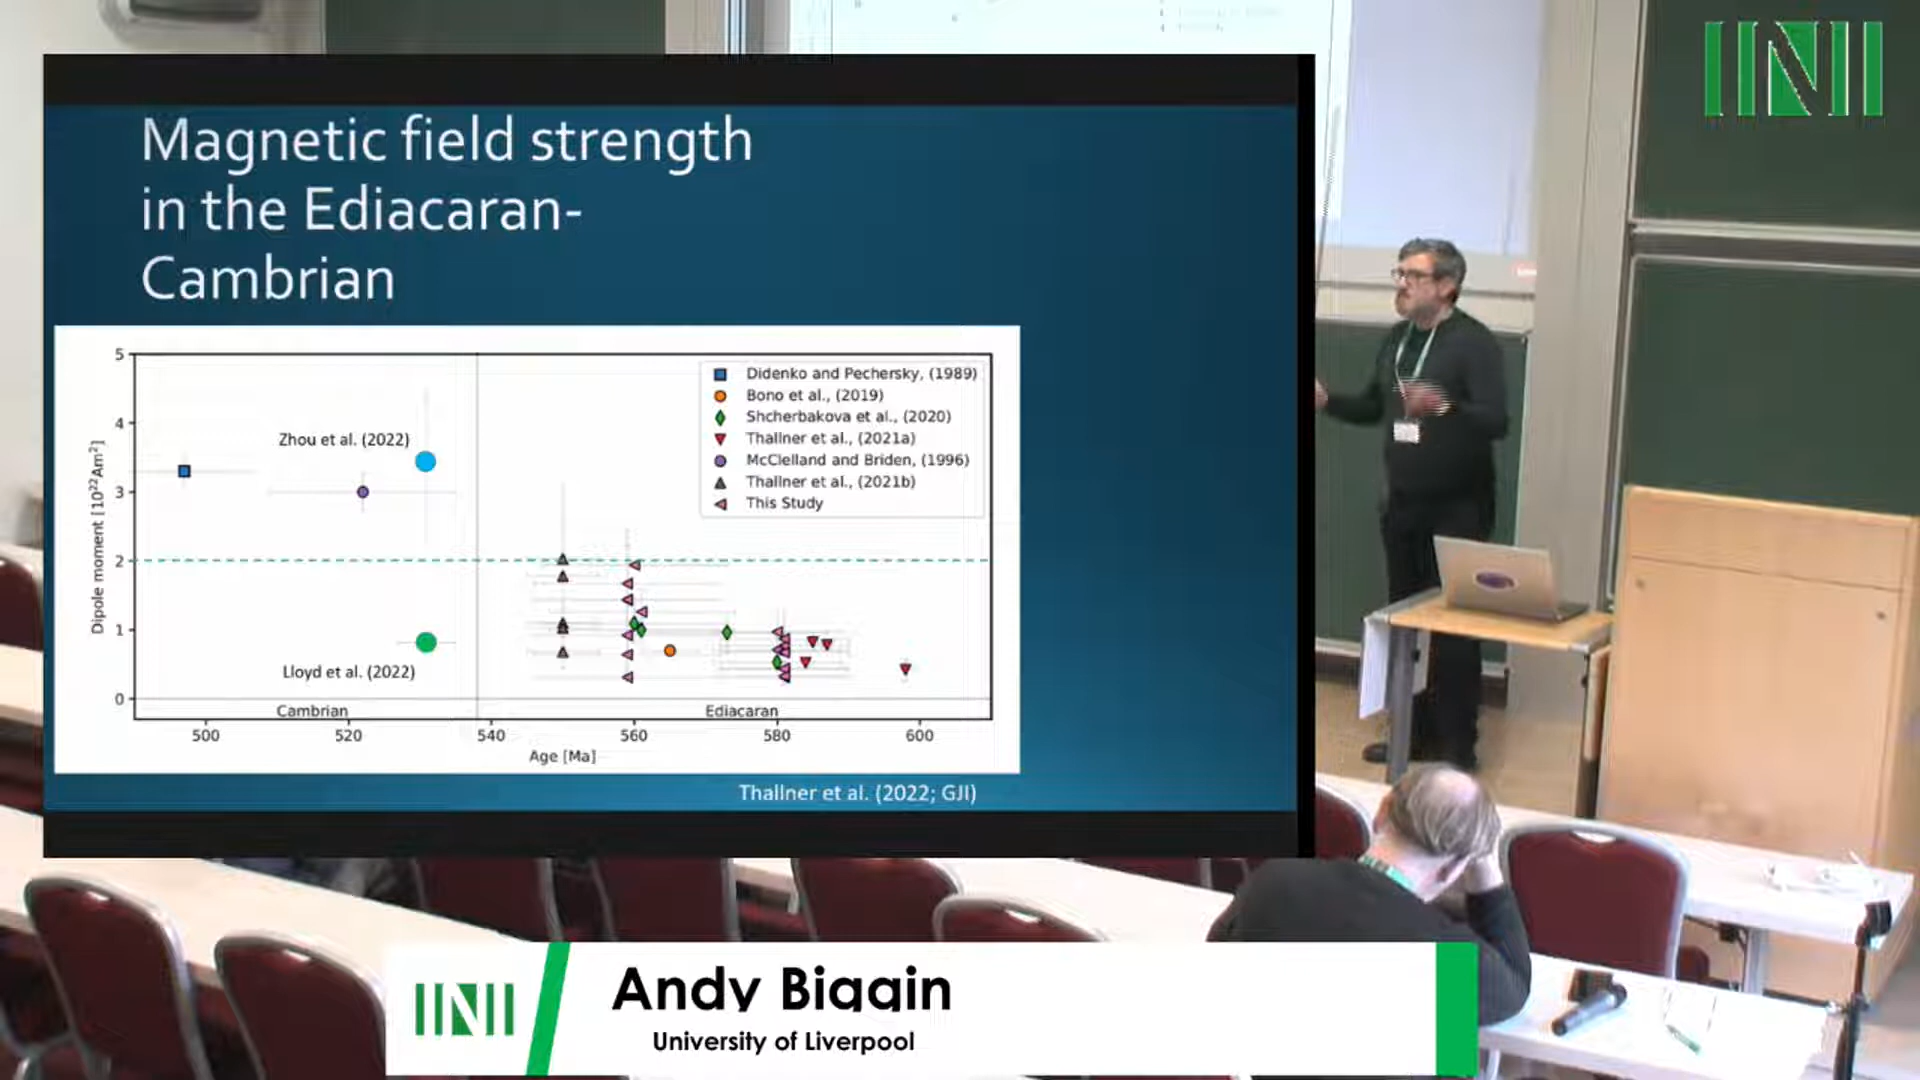 Magnetic field strength
in the Ediacaran-
Cambrian
5
4
3
2
1
0
Dipole moment [10²²Am²]
Zhou et al. (2022)
Lloyd et al. (2022)
Didenko and Pechersky, (1989)
Bono et al., (2019)
Shcherbakova et al., (2020)
Thallner et al., (2021a)
McClelland and Briden, (1996)
Thallner et al., (2021b)
This Study
Cambrian
Ediacaran
500
520
540
560
580
600
Age [Ma]
Thallner et al. (2022; GJI)
Andy Biggin
University of Liverpool